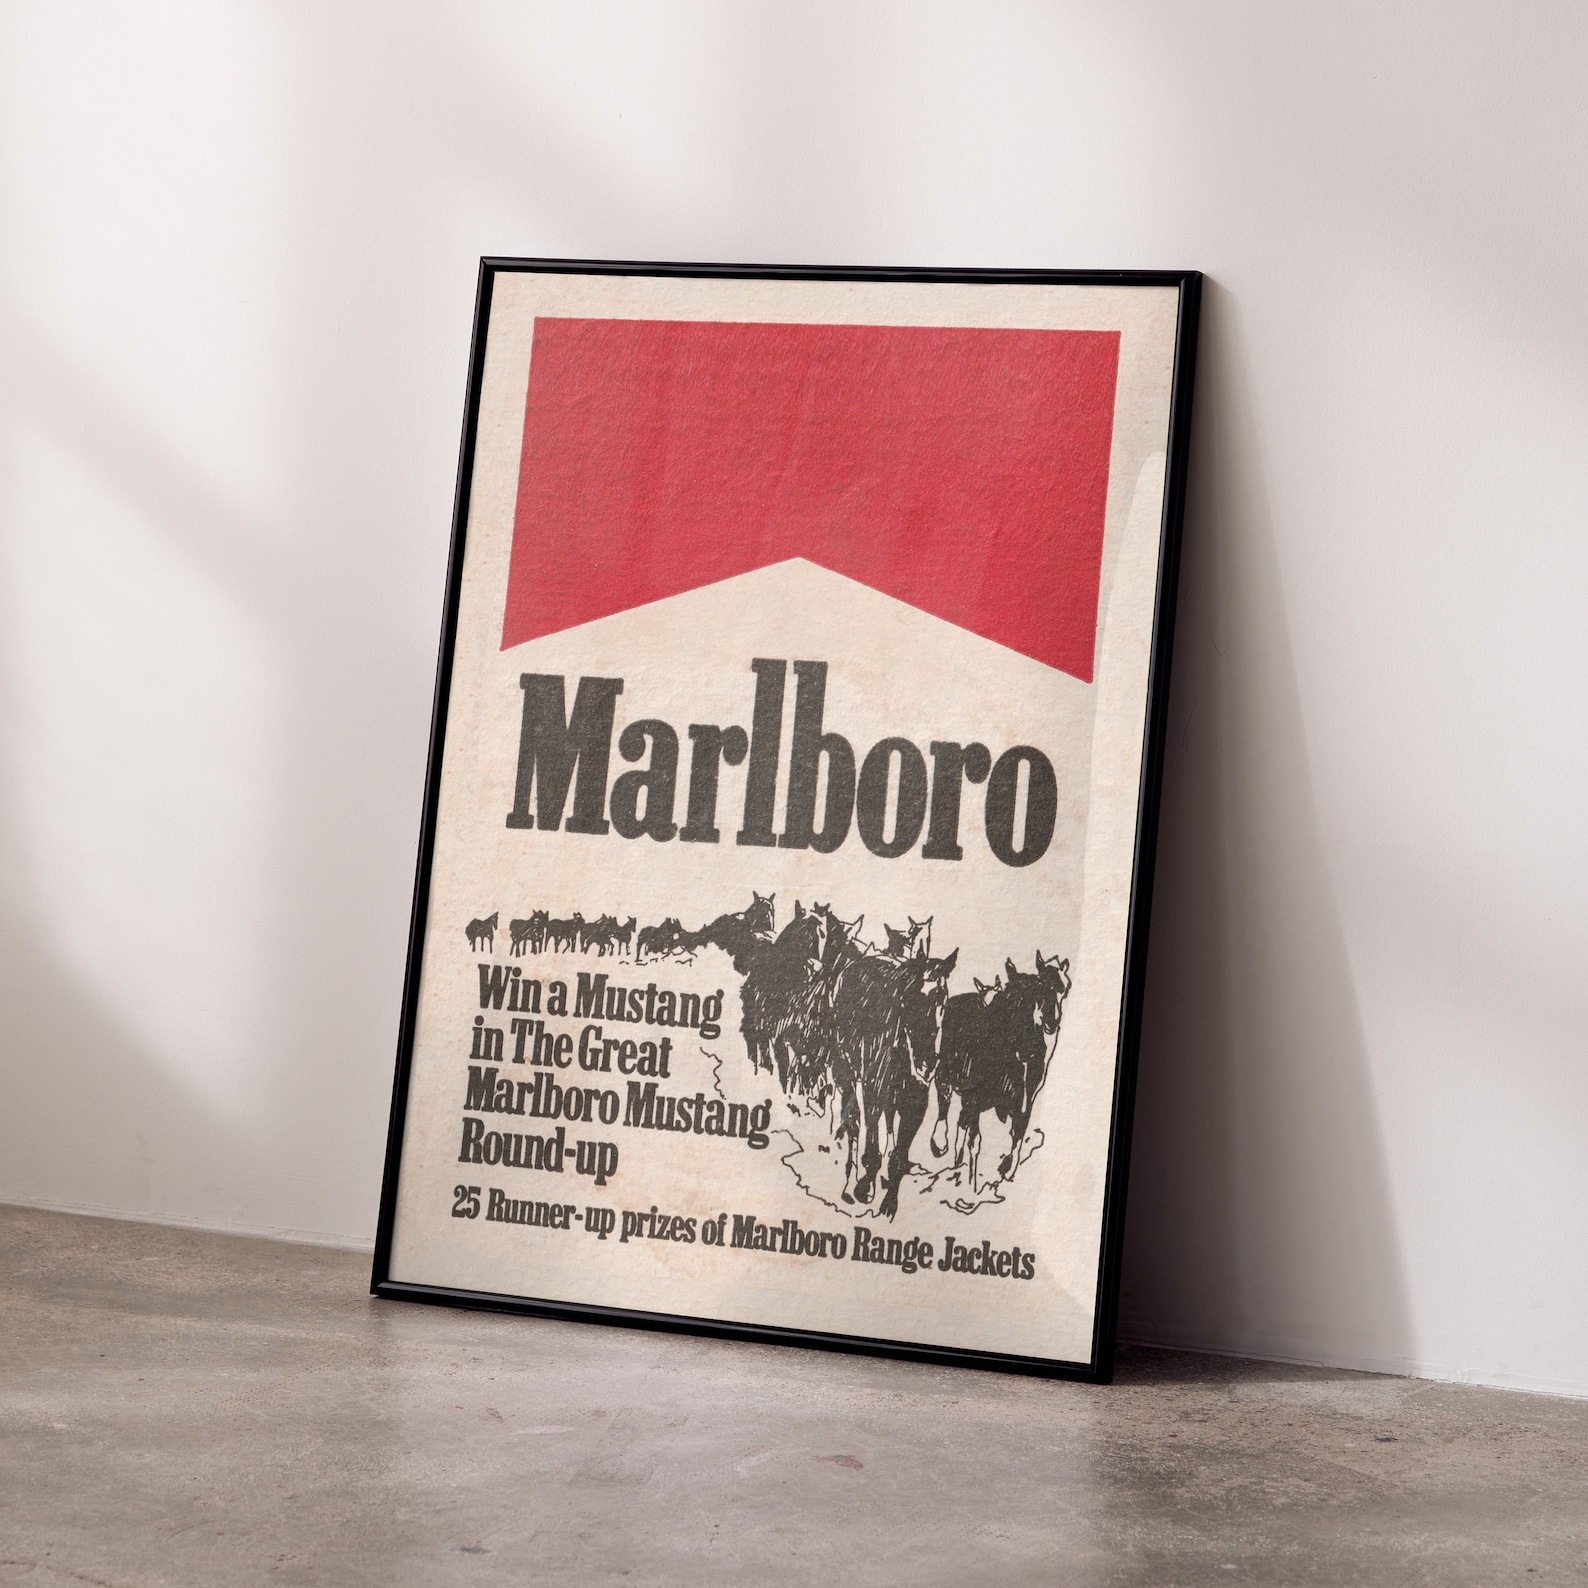 Marlboro
Win a Mustang
in The Great
Marlboro Mustang
Round-up
25 Runner-up prizes of Marlboro Range Jackets